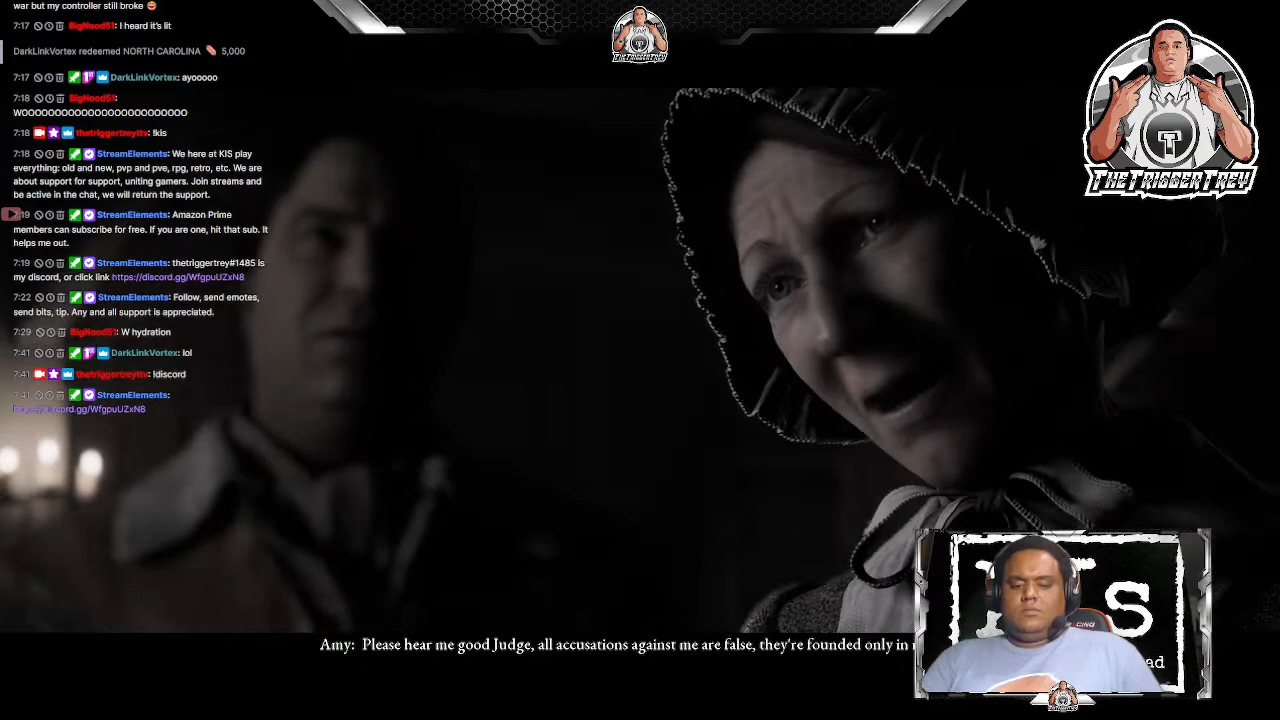 war but my controller still broke
7:17 BigNood51: I heard it's lit
DarkLinkVortex redeemed NORTH CAROLINA 5,000
7:17 DarkLinkVortex: ayooooo
7:18 BigNood51:
WOOOOOOOOOOOOOOOOOOOOOOOOOO
7:18 thetriggertreyttv: !kis
7:18 StreamElements: We here at KIS play
everything: old and new, pvp and pve, rpg, retro, etc. We are
about support for support, uniting gamers. Join streams and
be active in the chat, we will return the support.
StreamElements: Amazon Prime
members can subscribe for free. If you are one, hit that sub. It
helps me out.
7:19 StreamElements: thetriggertrey#1485 is
my discord, or click link https://discord.gg/WfgpuUZxN8
7:22 StreamElements: Follow, send emotes,
send bits, tip. Any and all support is appreciated.
7:29 BigNood51: W hydration
7:41 DarkLinkVortex: lol
7:41 thetriggertreyttv: !discord
7:41 StreamElements:
THETRIGGERTREY
T
THETRIGGERTREY
Amy: Please hear me good Judge, all accusations against me are false, they're founded only in
S
RACING
ad